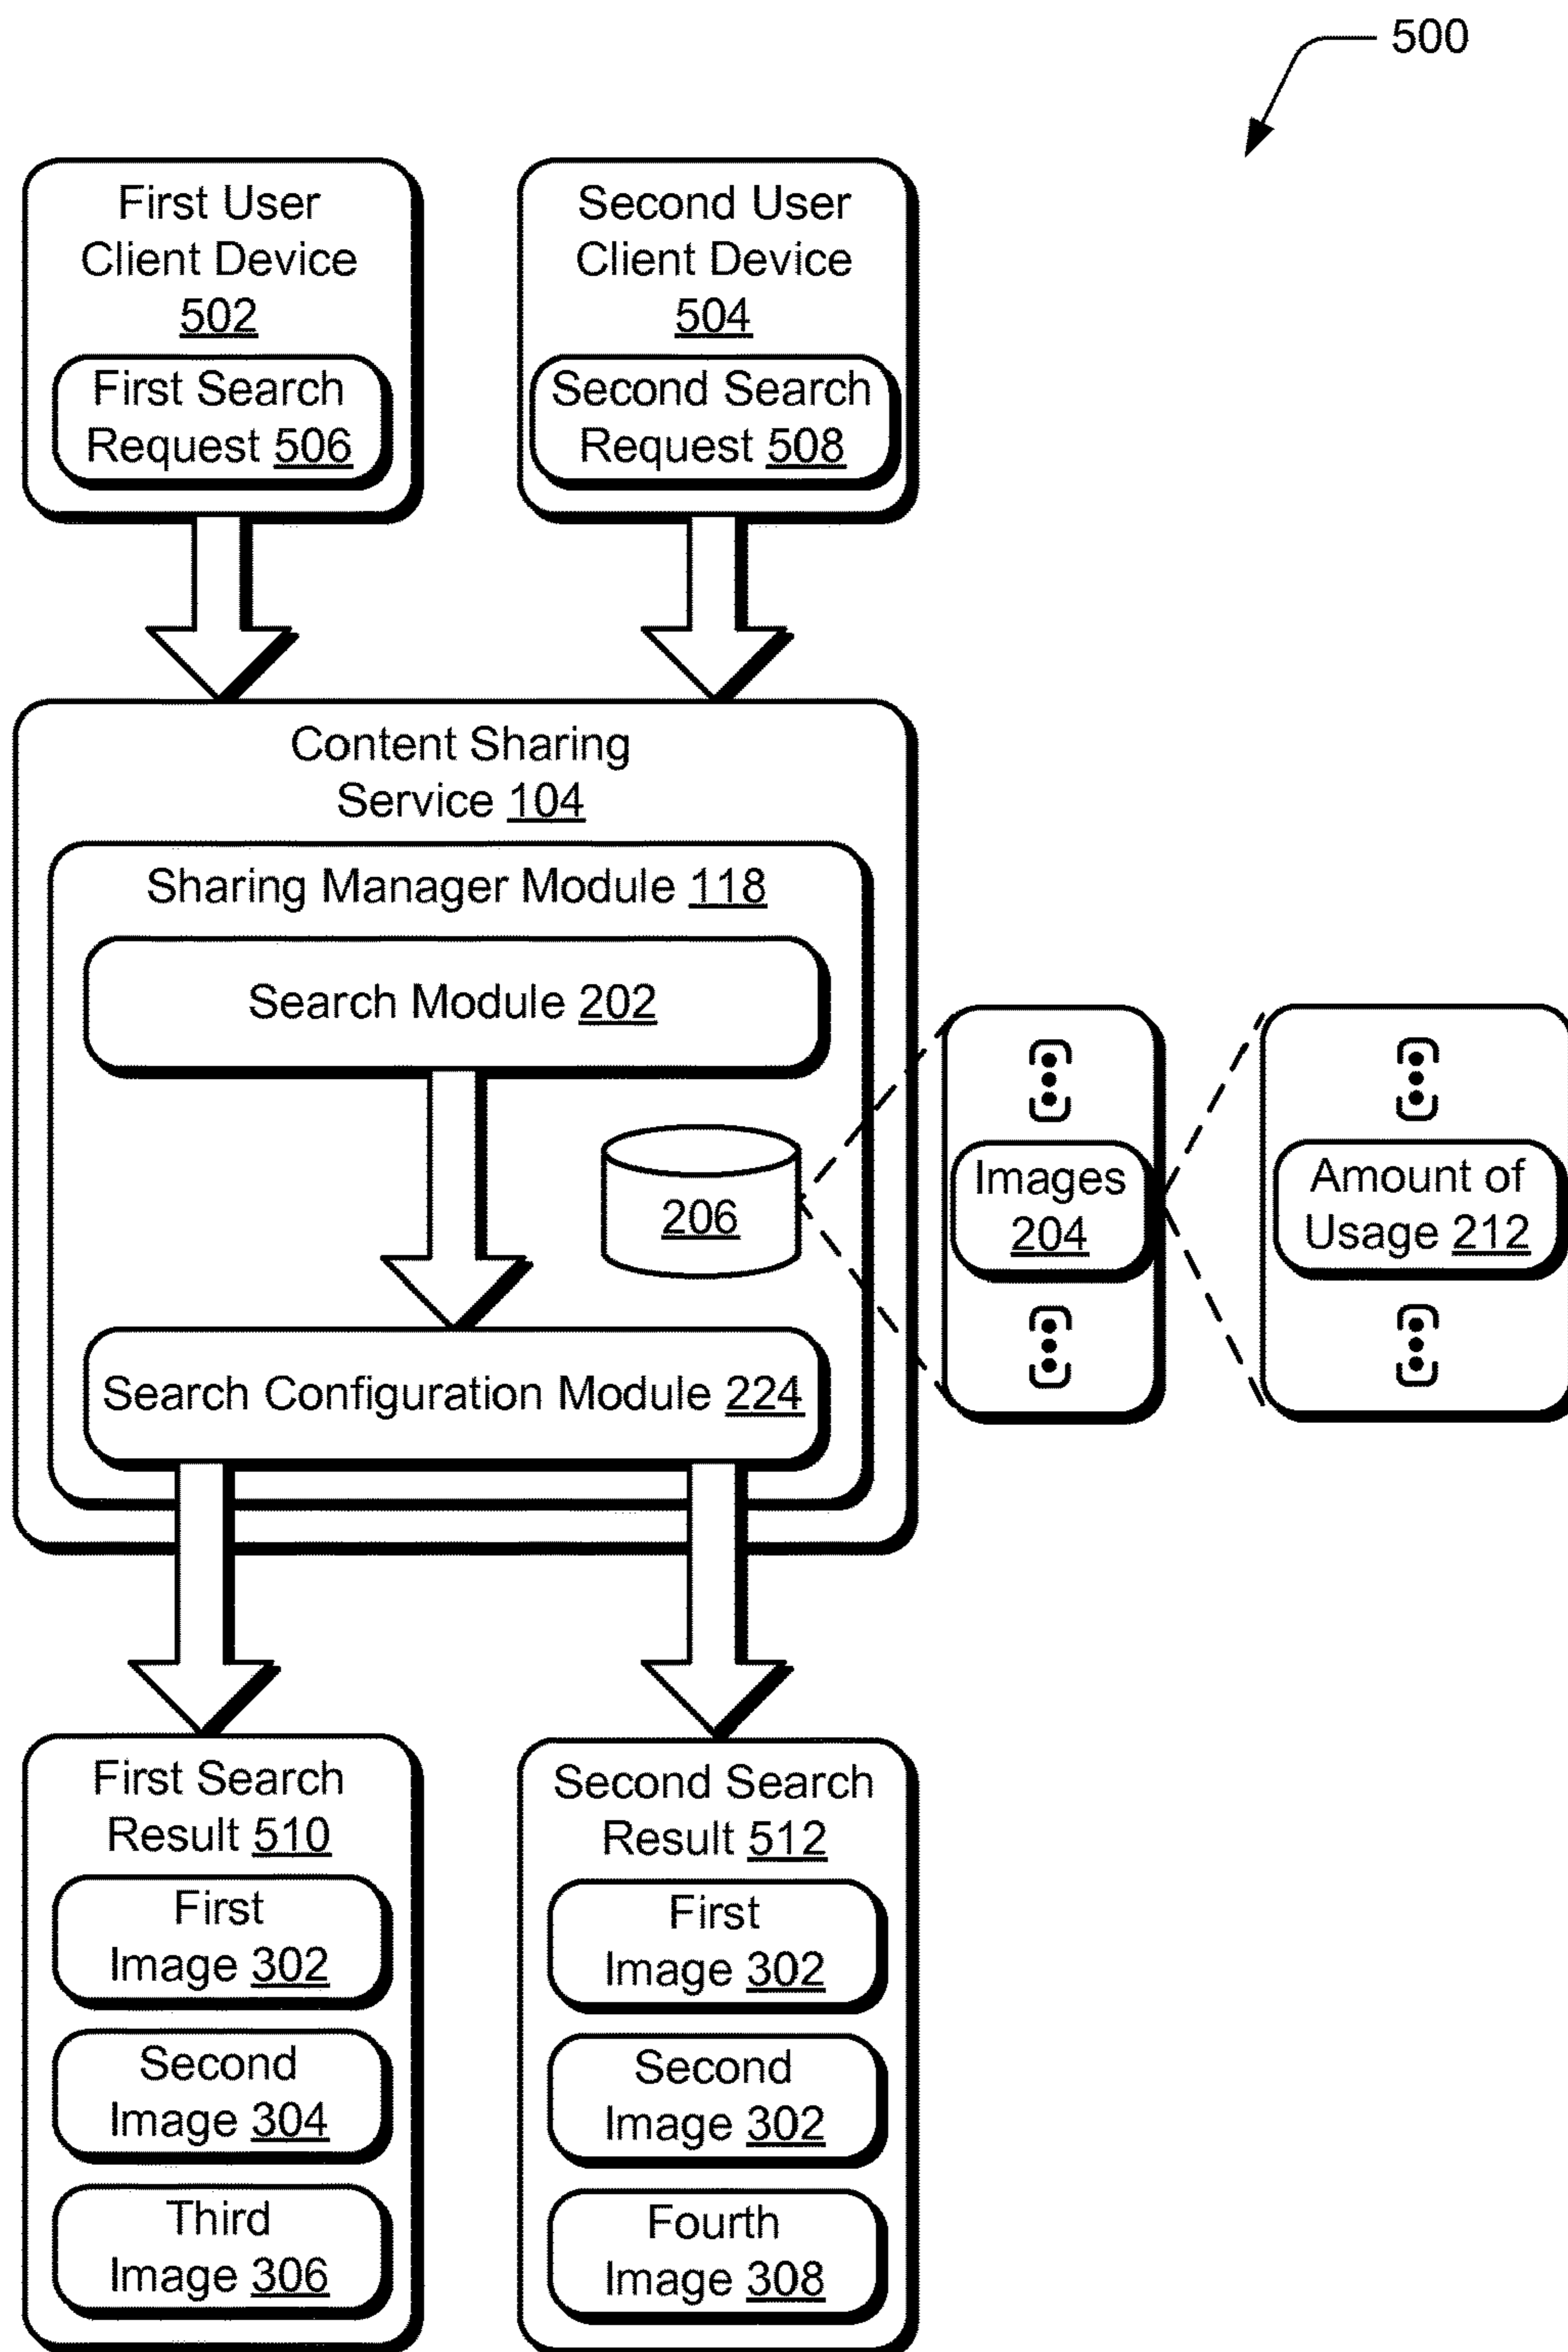 500
First User
Client Device
502
First Search
Request 506
Second User
Client Device
504
Second Search
Request 508
Content Sharing
Service 104
Sharing Manager Module 118
Search Module 202
206
Images
204
Amount of
Usage 212
Search Configuration Module 224
First Search
Result 510
First
Image 302
Second
Image 304
Third
Image 306
Second Search
Result 512
First
Image 302
Second
Image 302
Fourth
Image 308